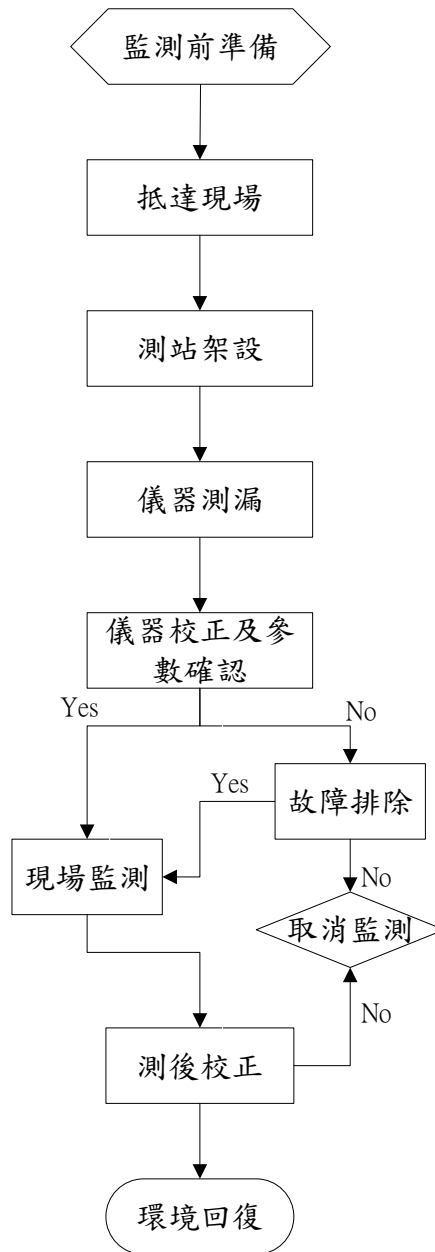 監測前準備
抵達現場
測站架設
儀器測漏
儀器校正及參
數確認
Yes
No
Yes
故障排除
現場監測
No
取消監測
No
測後校正
環境回復